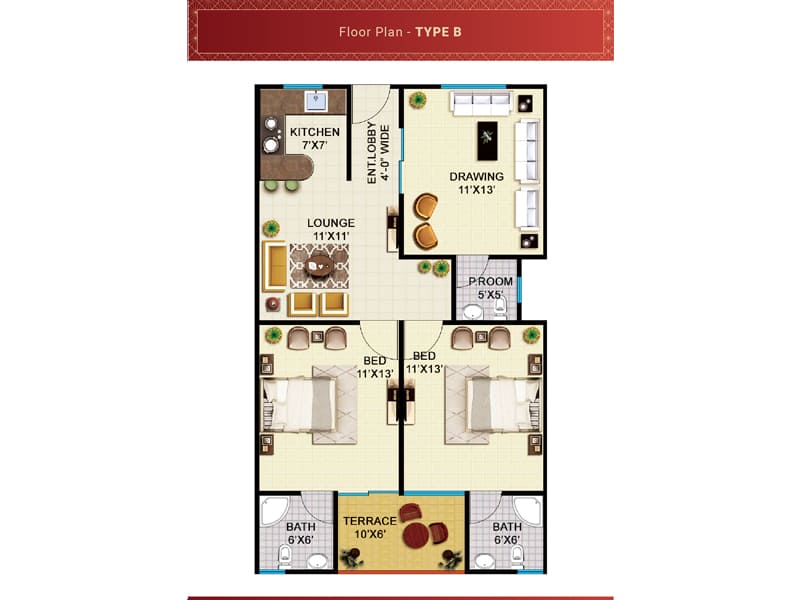 Floor Plan - TYPE B
KITCHEN
7'X7'
ENT.LOBBY
4'-0" WIDE
DRAWING
11'X13'
LOUNGE
11'X11'
P.ROOM
5'X5'
BED
11'X13'
BED
11'X13'
BATH
6'X6'
TERRACE
10'X6'
BATH
6'X6'